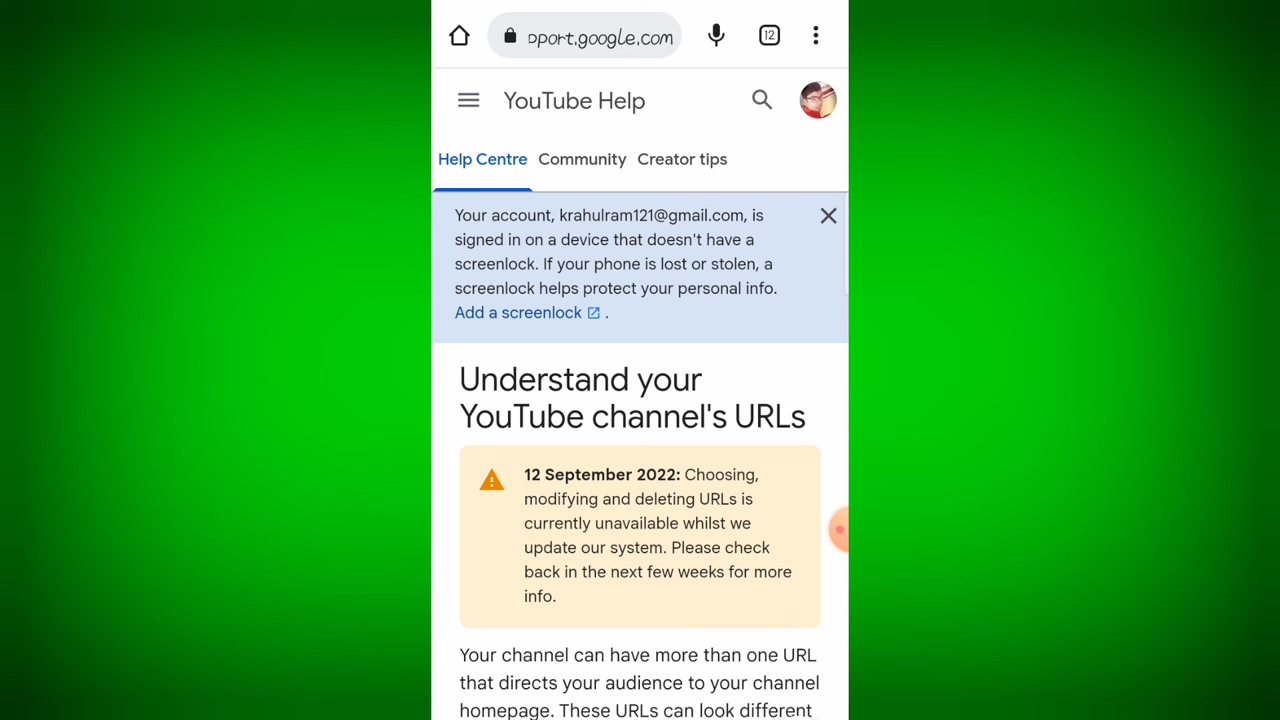 pport.google.com
12
YouTube Help
Help Centre Community Creator tips
Your account, krahulram121@gmail.com, is
signed in on a device that doesn't have a
screenlock. If your phone is lost or stolen, a
screenlock helps protect your personal info.
Add a screenlock .
Understand your
YouTube channel's URLs
12 September 2022: Choosing,
modifying and deleting URLs is
currently unavailable whilst we
update our system. Please check
back in the next few weeks for more
info.
Your channel can have more than one URL
that directs your audience to your channel
homepage. These URLs can look different